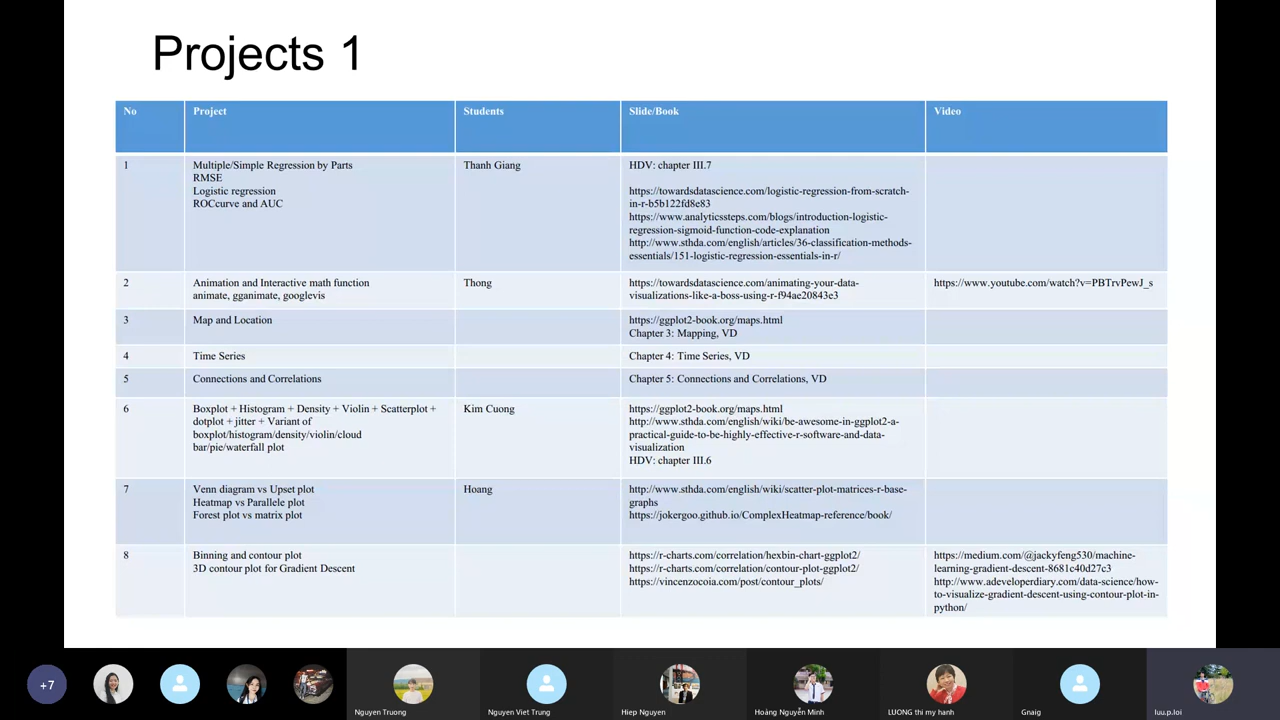 Projects 1
No
Project
Students
Slide/Book
Video
1
Multiple/Simple Regression by Parts
RMSE
Logistic regression
ROCcurve and AUC
Thanh Giang
HDV: chapter III.7
https://towardsdatascience.com/logistic-regression-from-scratch-
in-r-b5b122fd8e83
https://www.analyticssteps.com/blogs/introduction-logistic-
regression-sigmoid-function-code-explanation
http://www.sthda.com/english/articles/36-classification-methods-
essentials/151-logistic-regression-essentials-in-r/
2
Animation and Interactive math function
animate, gganimate, googlevis
Thong
https://towardsdatascience.com/animating-your-data-
visualizations-like-a-boss-using-r-f94ae20843e3
https://www.youtube.com/watch?v=PBTrvPewJ_s
3
Map and Location
https://ggplot2-book.org/maps.html
Chapter 3: Mapping, VD
4
Time Series
Chapter 4: Time Series, VD
5
Connections and Correlations
Chapter 5: Connections and Correlations, VD
6
Boxplot + Histogram + Density + Violin + Scatterplot +
dotplot + jitter + Variant of
boxplot/histogram/density/violin/cloud
bar/pie/waterfall plot
Kim Cuong
https://ggplot2-book.org/maps.html
http://www.sthda.com/english/wiki/be-awesome-in-ggplot2-a-
practical-guide-to-be-highly-effective-r-software-and-data-
visualization
HDV: chapter III.6
7
Venn diagram vs Upset plot
Heatmap vs Parallele plot
Forest plot vs matrix plot
Hoang
http://www.sthda.com/english/wiki/scatter-plot-matrices-r-base-
graphs
https://jokergoo.github.io/ComplexHeatmap-reference/book/
8
Binning and contour plot
3D contour plot for Gradient Descent
https://r-charts.com/correlation/hexbin-chart-ggplot2/
https://r-charts.com/correlation/contour-plot-ggplot2/
https://vincenzocoia.com/post/contour_plots/
https://medium.com/@jackyfeng530/machine-
learning-gradient-descent-8681c40d27c3
http://www.adeveloperdiary.com/data-science/how-
to-visualize-gradient-descent-using-contour-plot-in-
python/
+7
Nguyen Truong
Nguyen Viet Trung
Hiep Nguyen
Hoàng Nguyễn Minh
LUONG thi my hanh
Gnaig
luu.p.loi